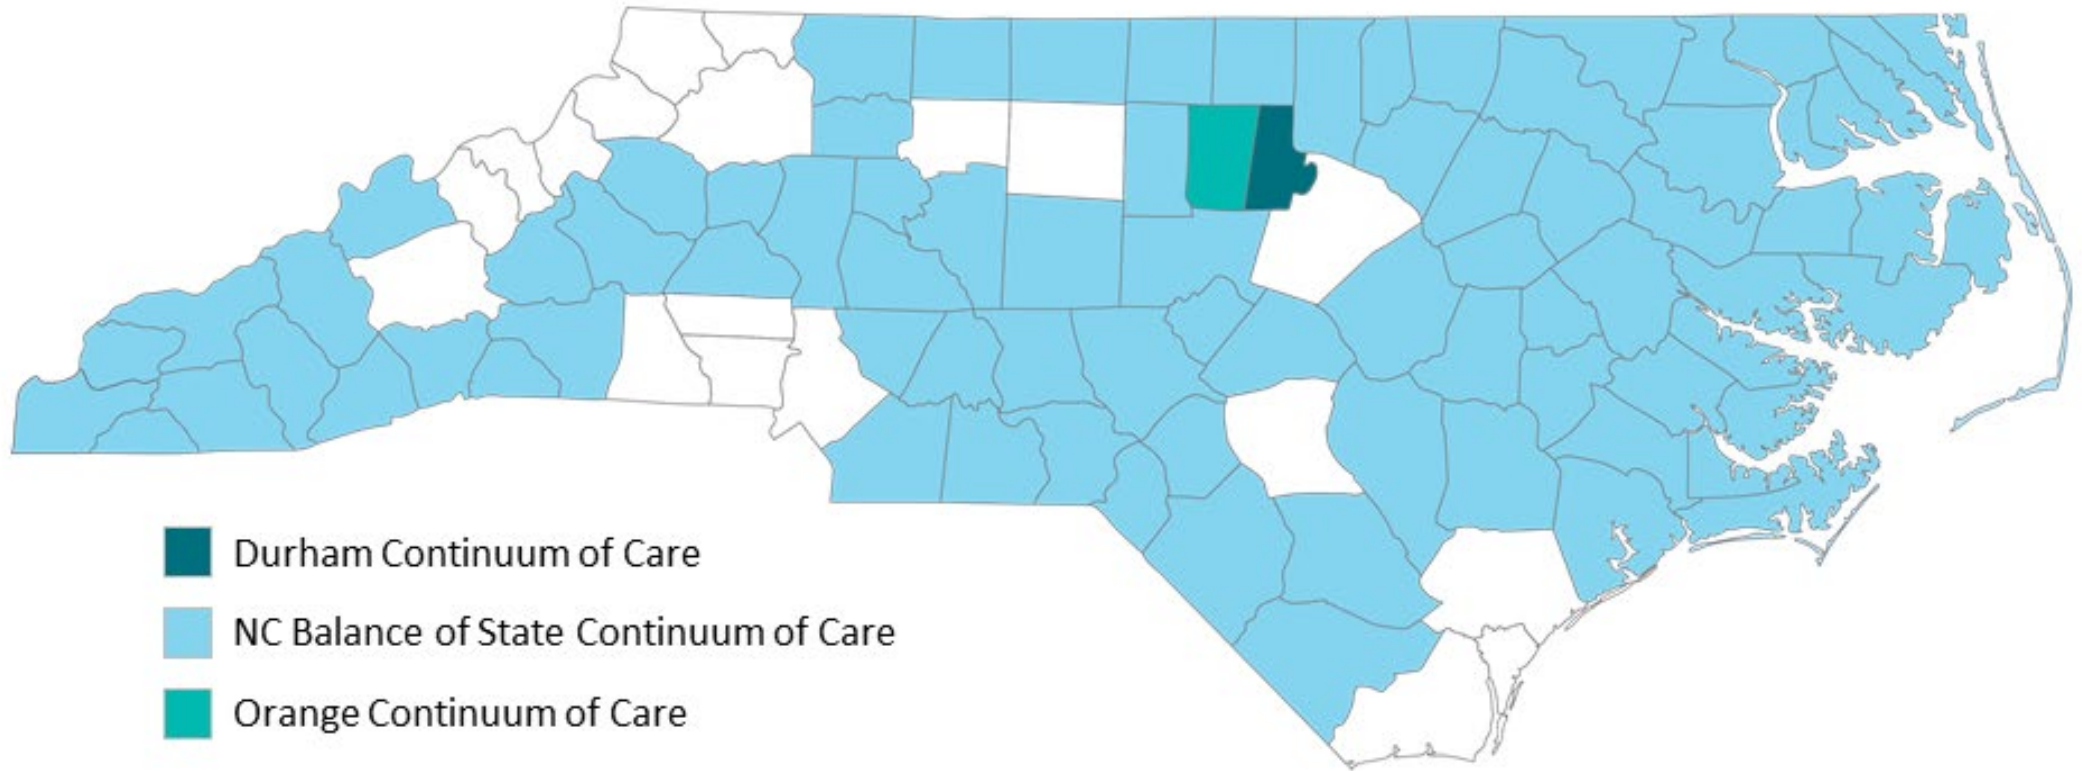 Durham Continuum of Care
NC Balance of State Continuum of Care
Orange Continuum of Care